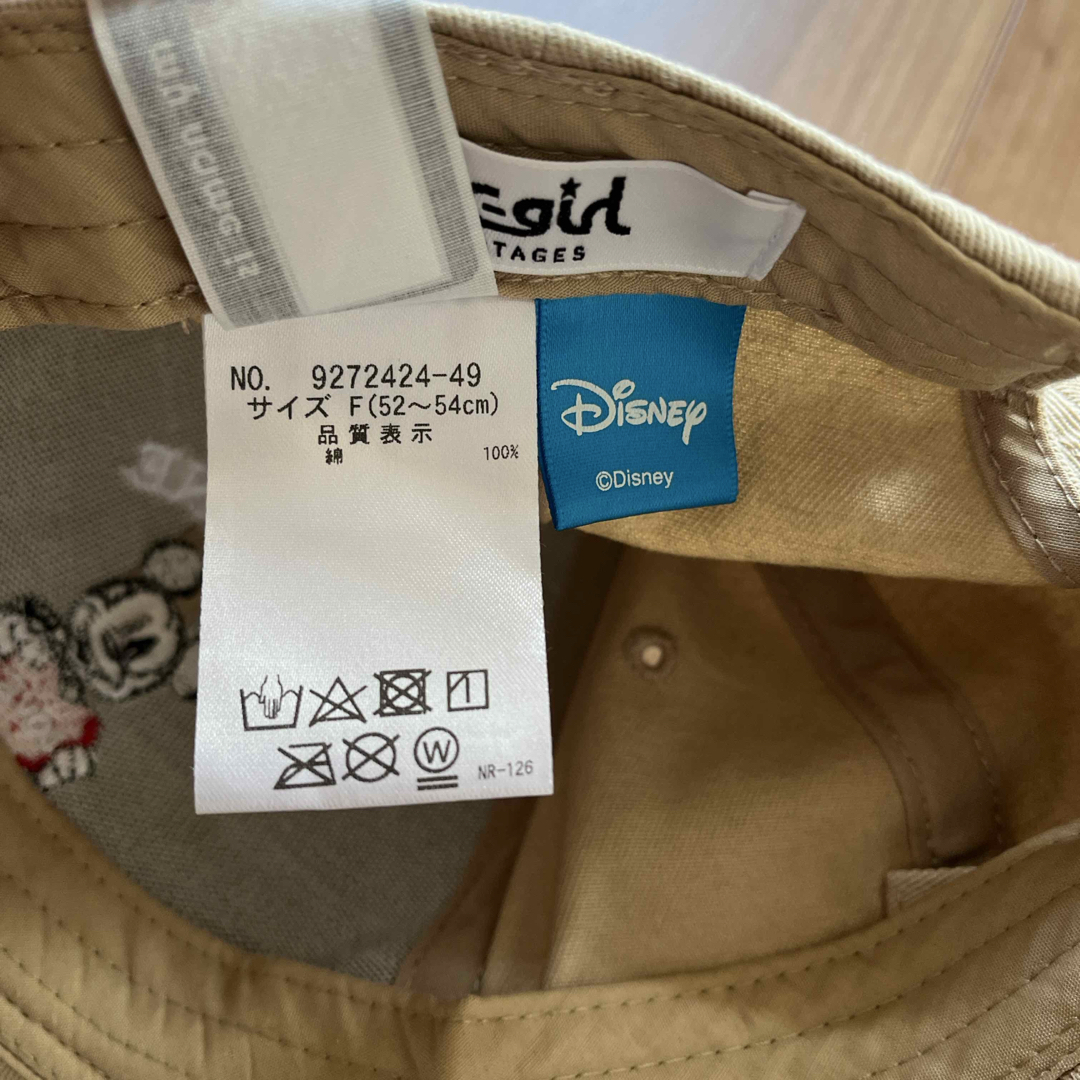 girl
TAGES
NO. 9272424-49
サイズ F(52～54cm)
品質表示
綿 100%
W
NR-126
Disney
©Disney